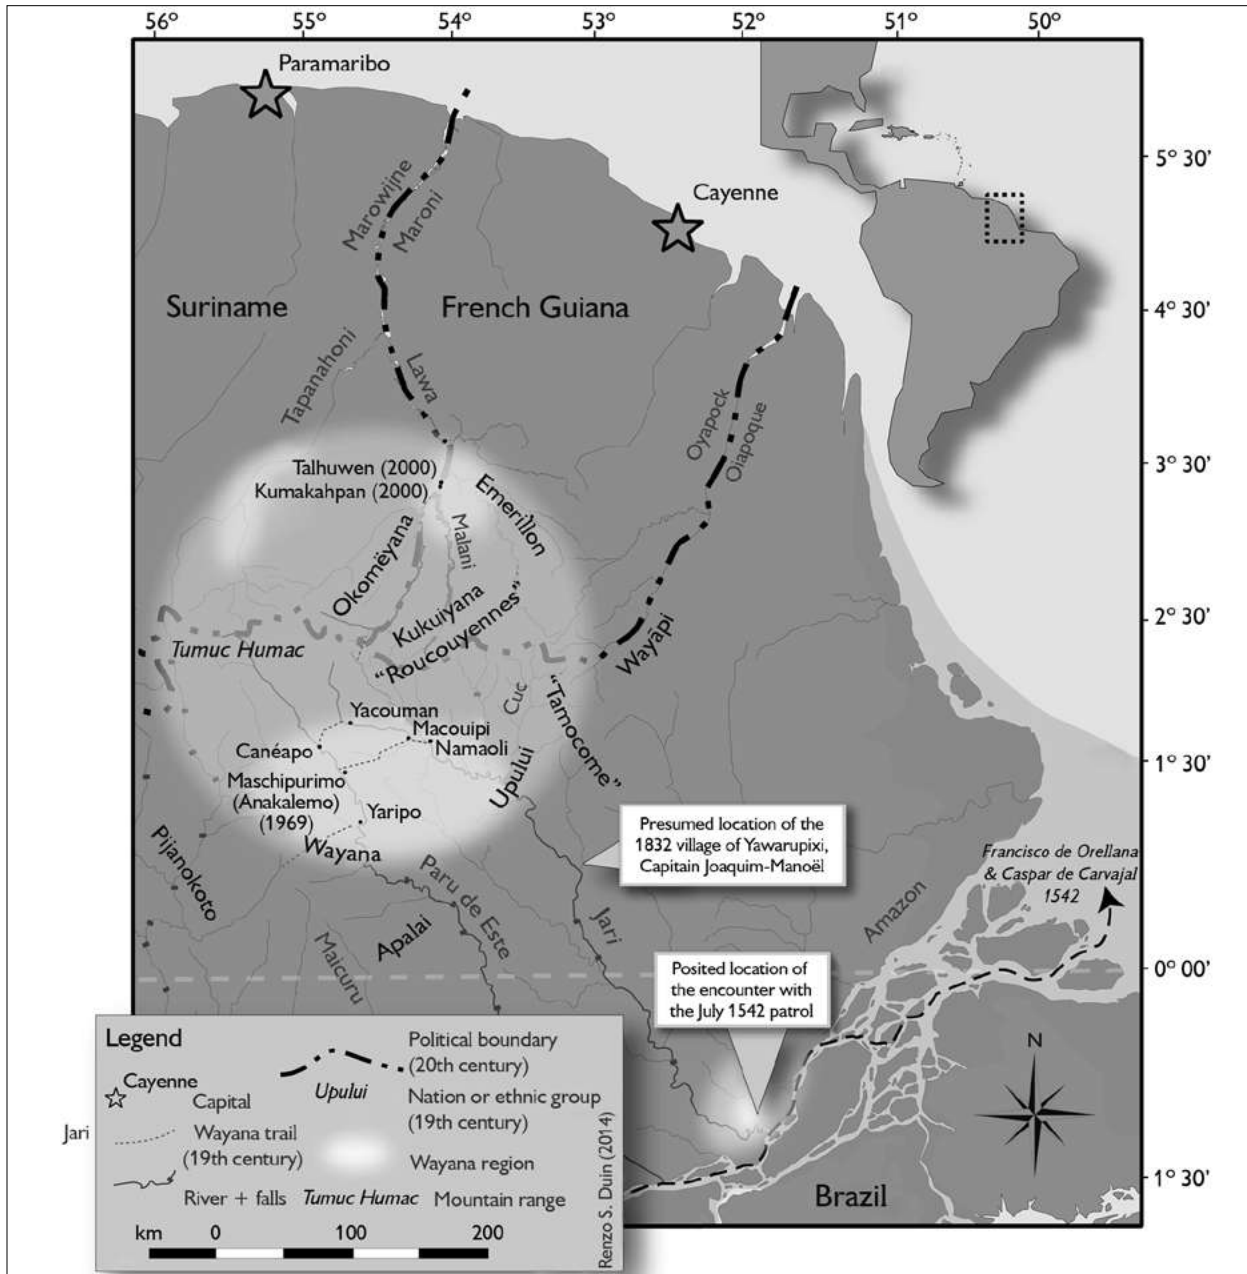 56° 55° 54° 53° 52° 51° 50°
Paramaribo
5° 30'
Cayenne
Marowijne
Maroni
Suriname
French Guiana
4° 30'
Tapanahoni
Lawa
Oyapock
Oiapoque
3° 30'
Talhuwen (2000)
Kumakahpan (2000)
Emerillon
Malani
Okomëyana
Kukuiyana
"Roucouyennes"
2° 30'
Wayãpi
Tumuc Humac
Cuc
"Tamocome"
Yacouman
Macouipi
Namaoli
Canéapo
Upului
1° 30'
Maschipurimo
(Anakalemo)
(1969)
Yaripo
Wayana
Pijanokoto
Presumed location of the
1832 village of Yawarupixi,
Capitain Joaquim-Manoël
Francisco de Orellana
& Caspar de Carvajal
1542
Paru de Este
Jari
Amazon
Apalai
Maicuru
0° 00'
Posited location of
the encounter with
the July 1542 patrol
N
Legend
Cayenne
Capital
Jari
Wayana trail
(19th century)
River + falls
Political boundary
(20th century)
Upului
Nation or ethnic group
(19th century)
Wayana region
Tumuc Humac
Mountain range
km 0 100 200
Renzo S. Duin (2014)
Brazil
1° 30'